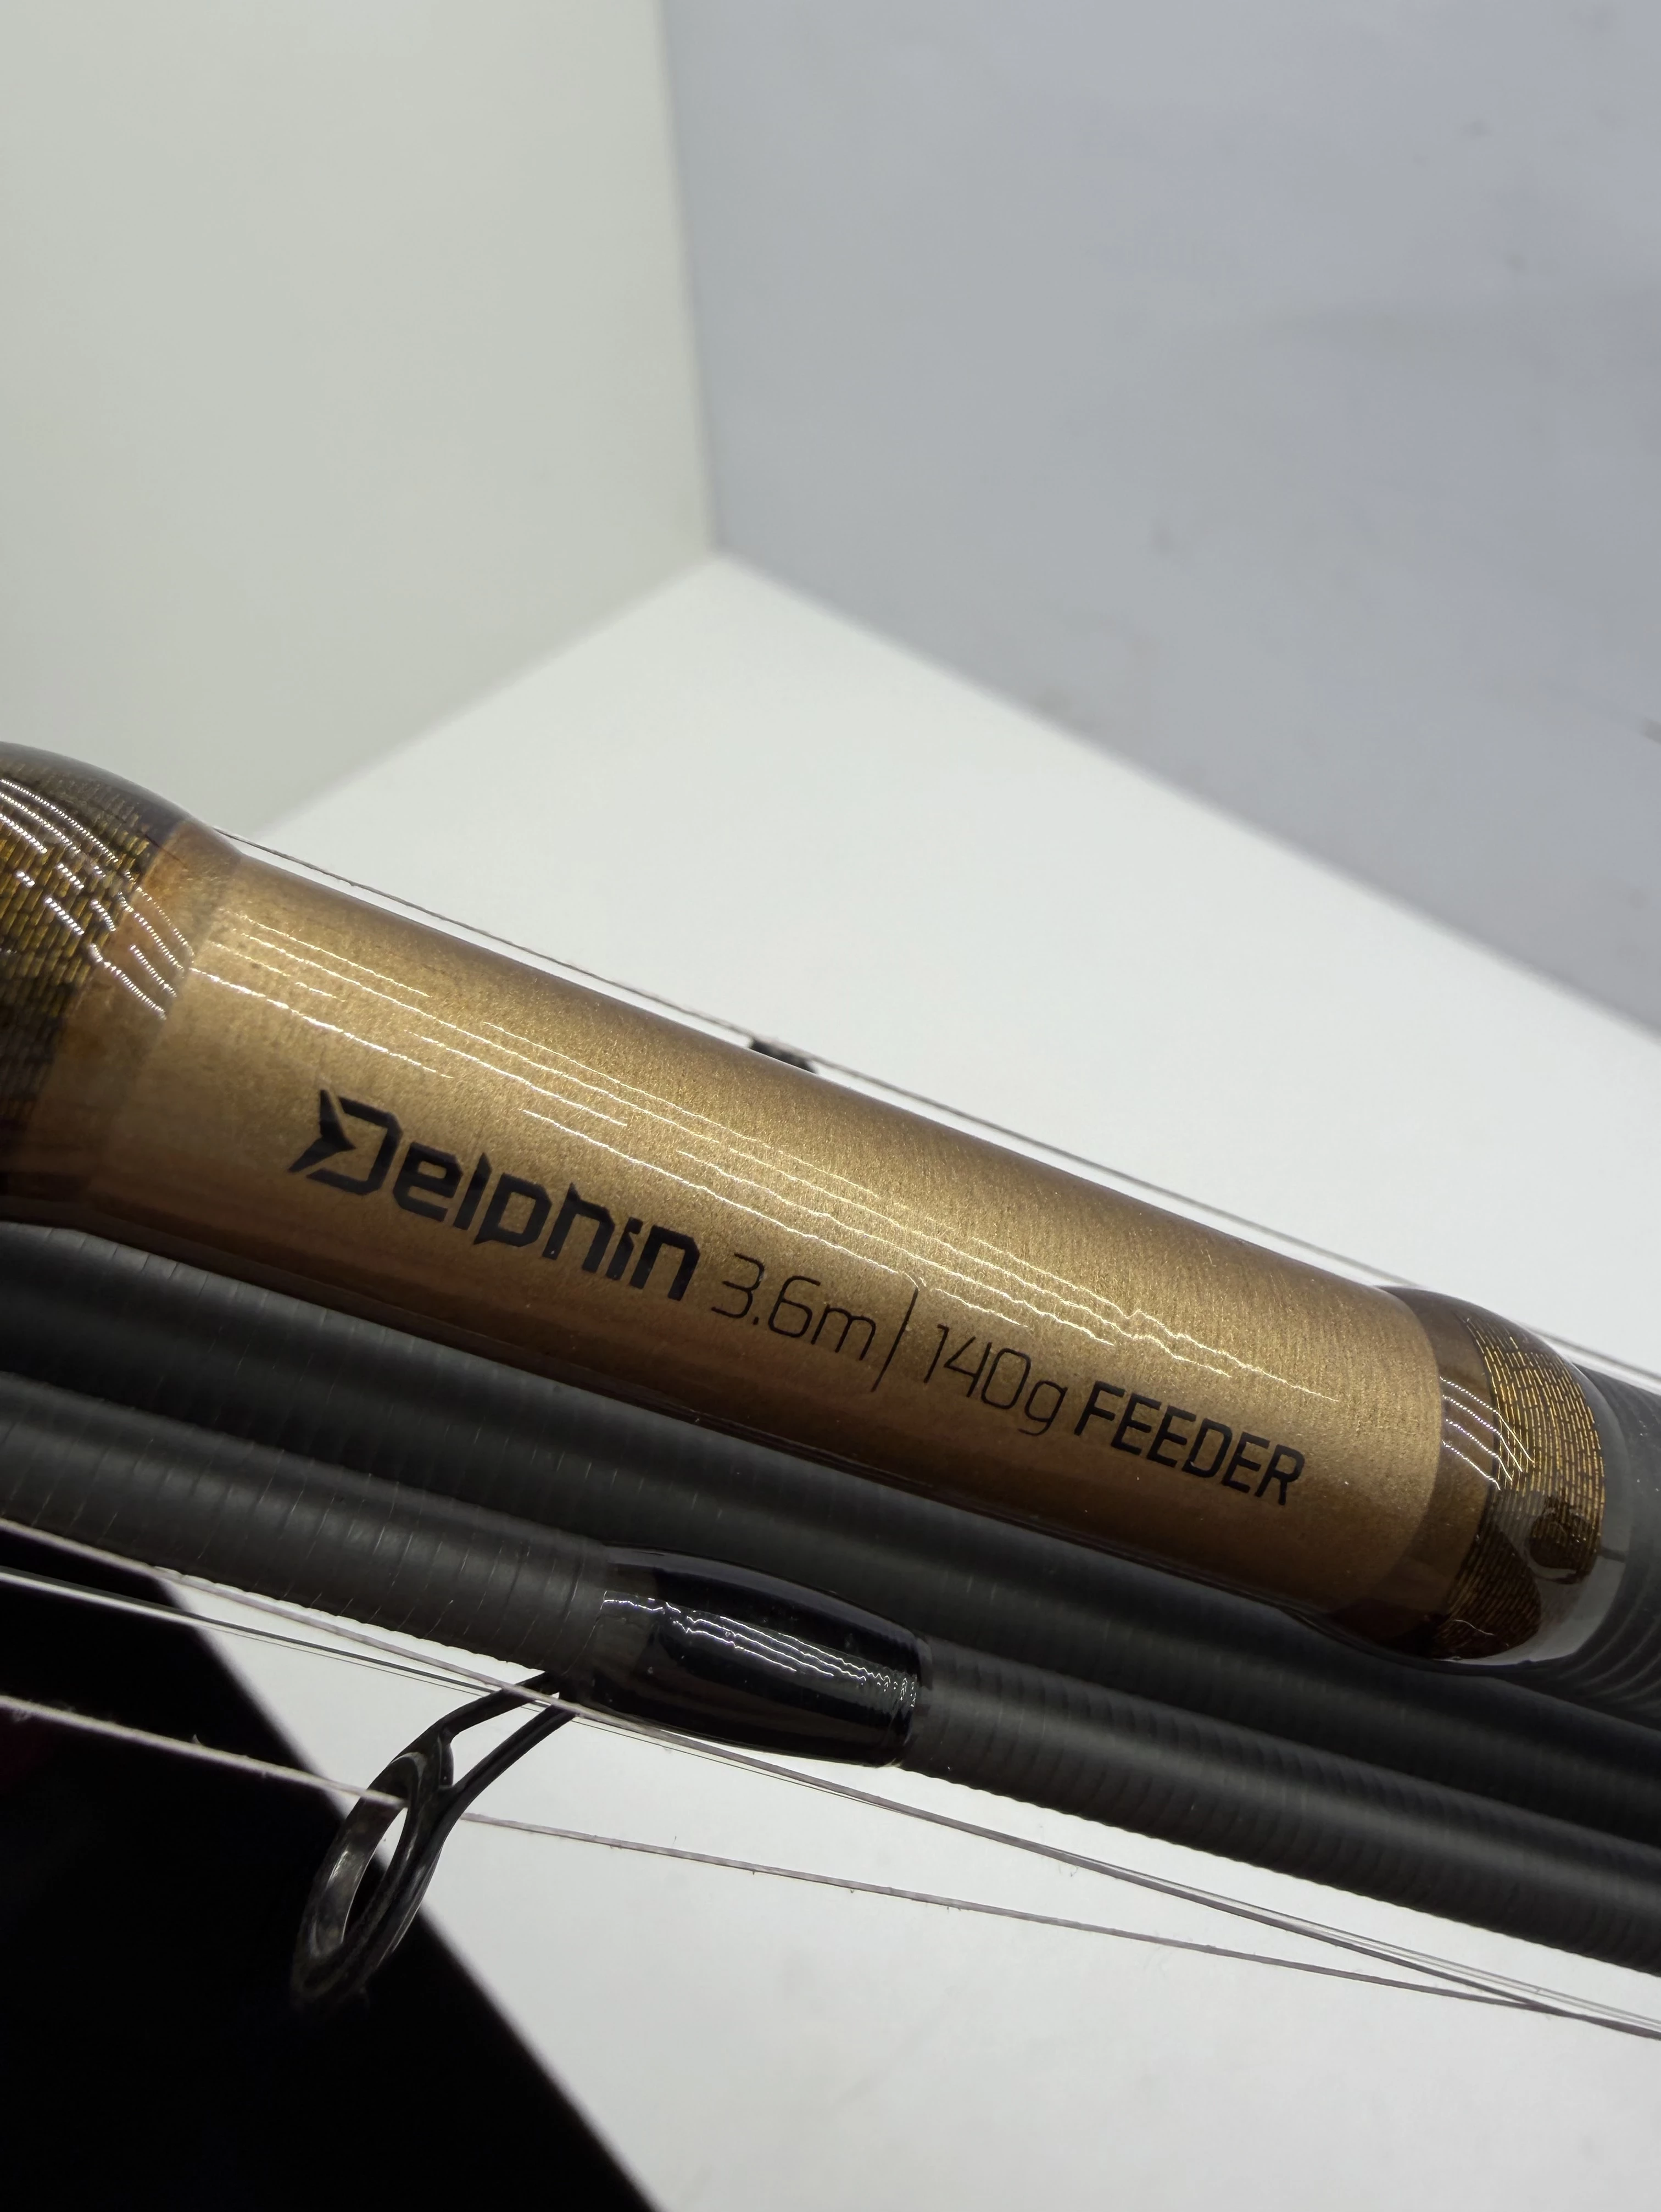 Delphin 3.6m | 140g FEEDER